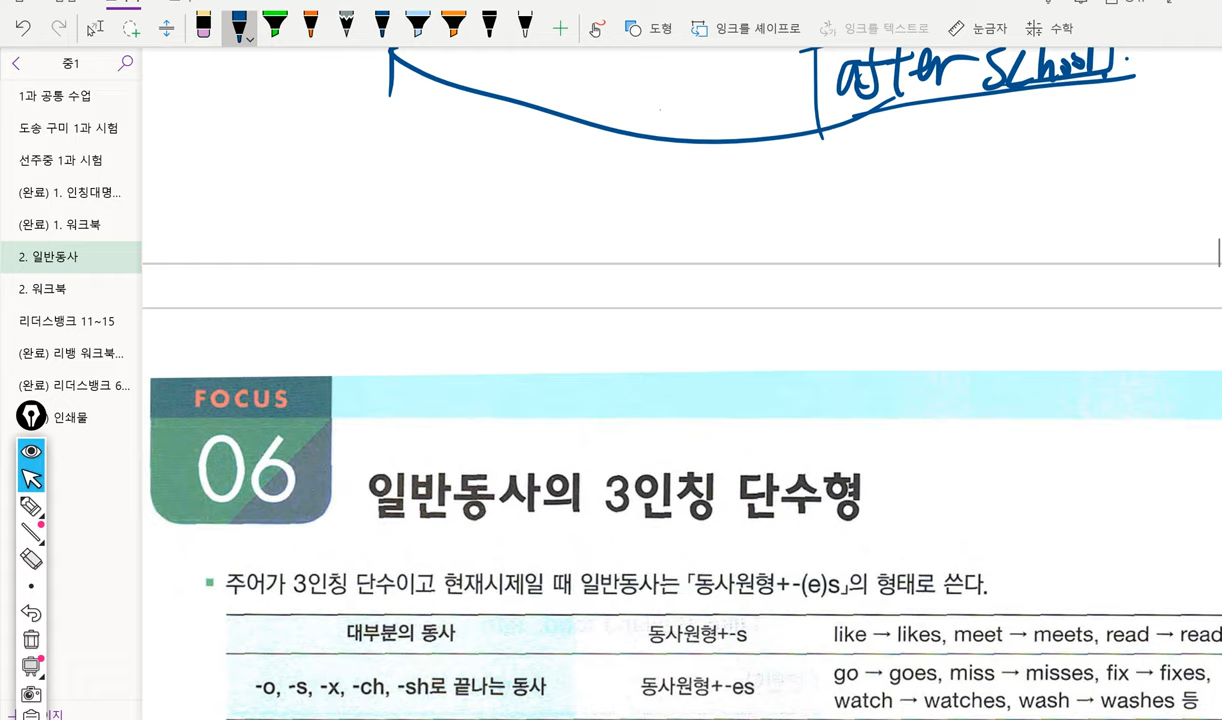 도형
잉크를 셰이프로
잉크를 텍스트로
눈금자
수학
중1
after school.
1과 공통 수업
도송 구미 1과 시험
선주중 1과 시험
(완료) 1. 인칭대명...
(완료) 1. 워크북
2. 일반동사
2. 워크북
리더스뱅크 11~15
(완료) 리뱅 워크북...
(완료) 리더스뱅크 6...
인쇄물
FOCUS
06
일반동사의 3인칭 단수형
주어가 3인칭 단수이고 현재시제일 때 일반동사는 「동사원형+-(e)s」의 형태로 쓴다.
대부분의 동사 동사원형+-s like → likes, meet → meets, read → read
-o, -s, -x, -ch, -sh로 끝나는 동사 동사원형+-es go → goes, miss → misses, fix → fixes,
watch → watches, wash → washes 등